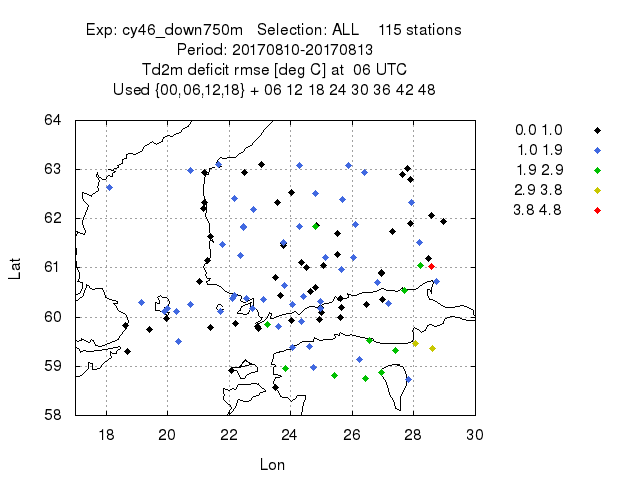 Exp: cy46_down750m Selection: ALL 115 stations
Period: 20170810-20170813
Td2m deficit rmse [deg C] at 06 UTC
Used {00,06,12,18} + 06 12 18 24 30 36 42 48
64
63
62
61
60
59
58
Lat
18 20 22 24 26 28 30
Lon
0.0 1.0
1.0 1.9
1.9 2.9
2.9 3.8
3.8 4.8